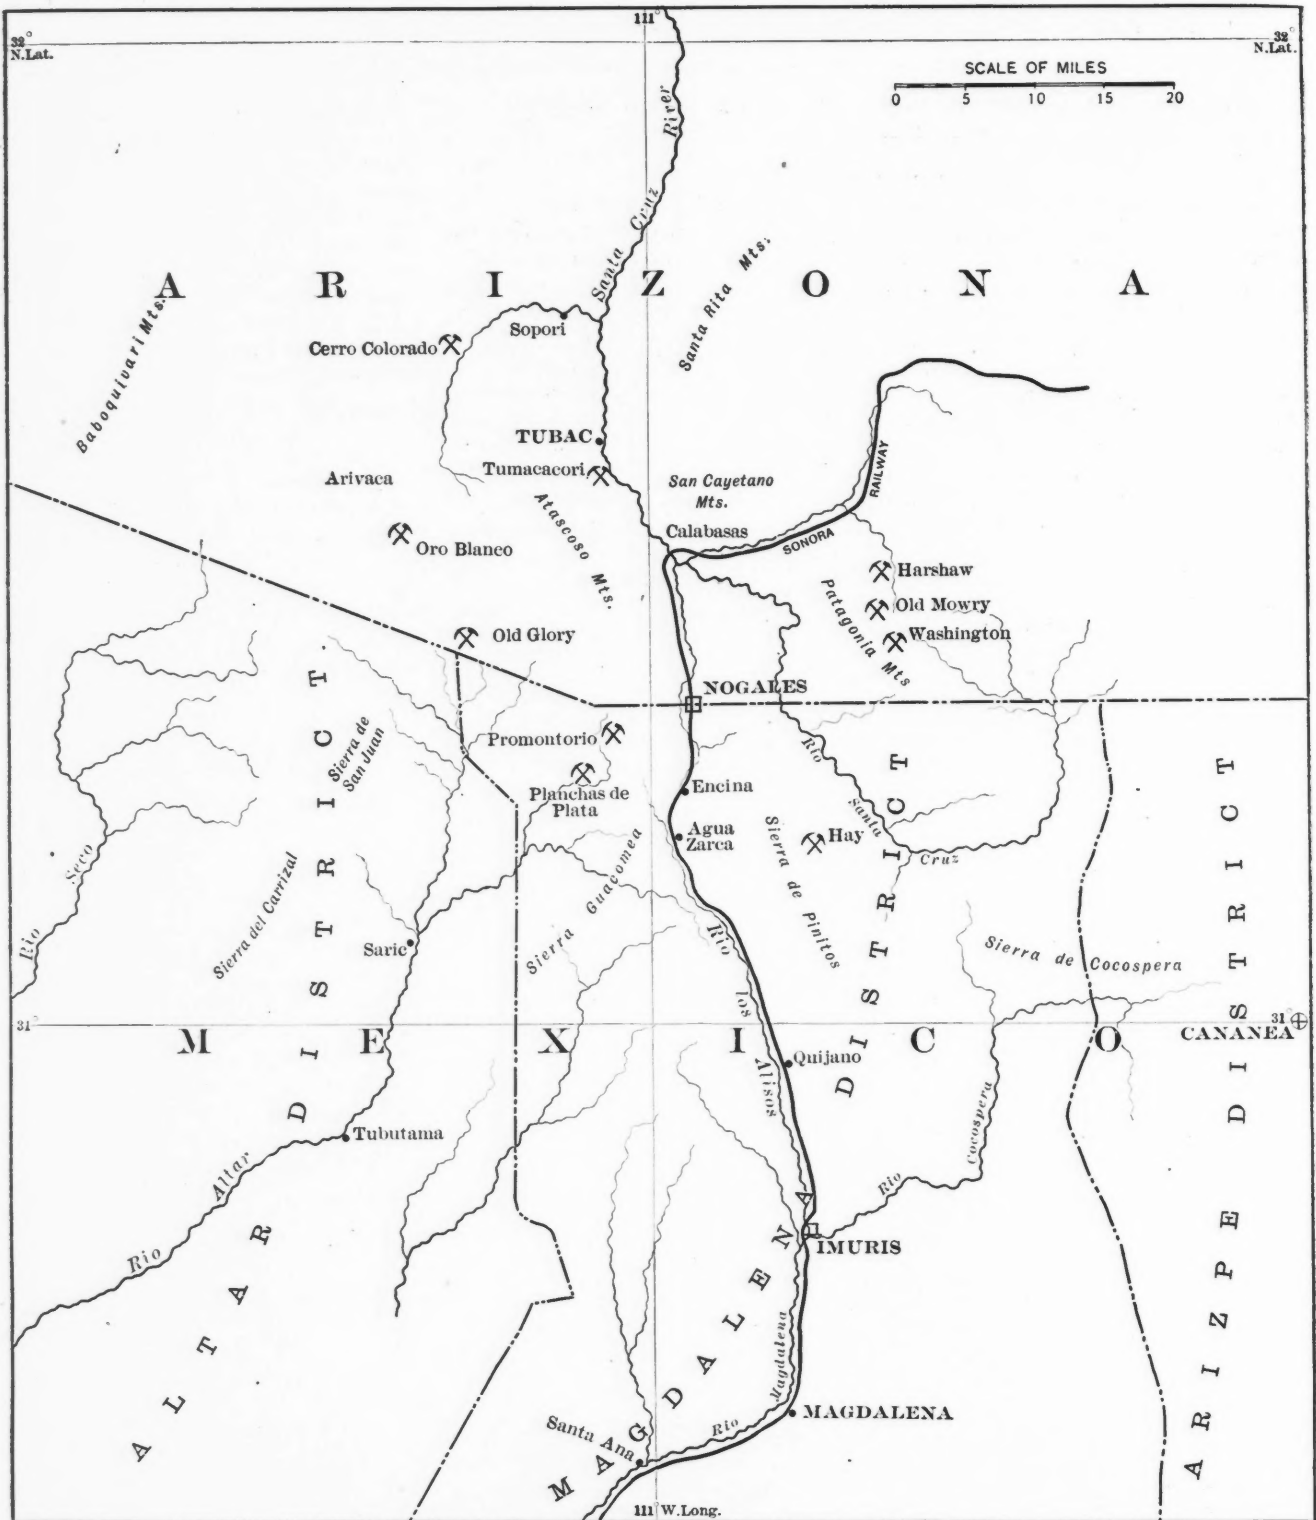 111°
32°
N.Lat.
32°
N.Lat.
SCALE OF MILES
0 5 10 15 20
Santa Cruz River
ARIZONA
Baboquivari Mts.
Santa Rita Mts.
Sopori
Cerro Colorado
TUBAC
Tumacacori
Arivaca
San Cayetano
Mts.
RAILWAY
SONORA
Calabasas
Atascoso Mts.
Oro Blanco
Harshaw
Old Mowry
Washington
Patagonia Mts
Old Glory
NOGALES
Promontorio
Planchas de
Plata
Sierra de
San Juan
Encina
Agua
Zarca
Hay
Rio Santa Cruz
Sierra de Pinitos
Sierra Guacomea
Sierra del Carrizal
Rio Seco
Saric
Rio los Alisos
Sierra de Cocospera
31°
31°
MEXICO
CANANEA
Quijano
Tubutama
Rio Altar
Rio Cocospera
IMURIS
Rio Magdalena
MAGDALENA
Santa Ana
ALTAR DISTRICT
MAGDALENA DISTRICT
ARIZPE DISTRICT
111° W.Long.